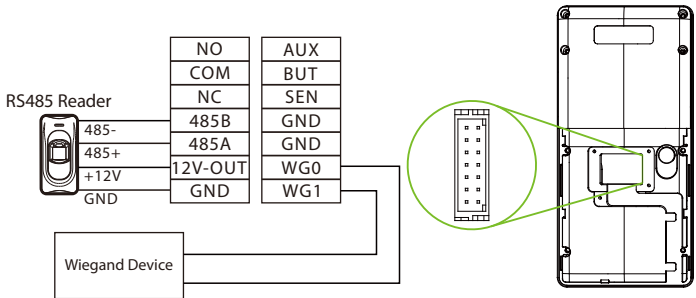 NO AUX
COM BUT
RS485 Reader NC SEN
485- 485B GND
485+ 485A GND
+12V 12V-OUT WG0
GND GND WG1
Wiegand Device